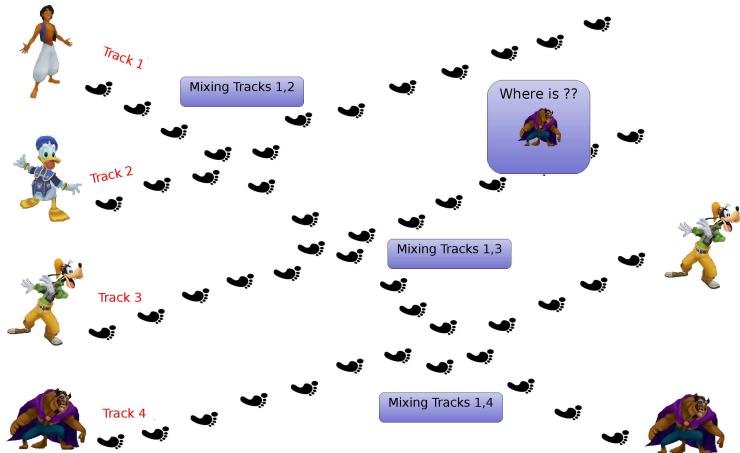 Track 1
Mixing Tracks 1,2
Where is ??
Track 2
Mixing Tracks 1,3
Track 3
Mixing Tracks 1,4
Track 4